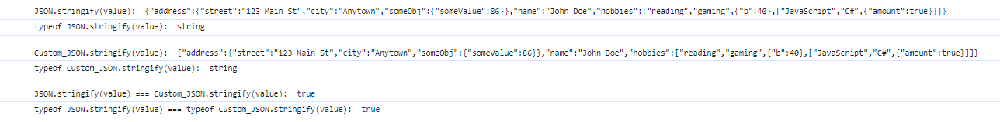 JSON.stringify(value):  {"address":{"street":"123 Main St","city":"Anytown","someObj":{"someValue":86}},"name":"John Doe","hobbies":["reading","gaming",{"b":40},["JavaScript","C#",{"amount":true}]]}
typeof JSON.stringify(value):  string
Custom_JSON.stringify(value):  {"address":{"street":"123 Main St","city":"Anytown","someObj":{"someValue":86}},"name":"John Doe","hobbies":["reading","gaming",{"b":40},["JavaScript","C#",{"amount":true}]]}
typeof Custom_JSON.stringify(value):  string
JSON.stringify(value) === Custom_JSON.stringify(value):  true
typeof JSON.stringify(value) === typeof Custom_JSON.stringify(value):  true